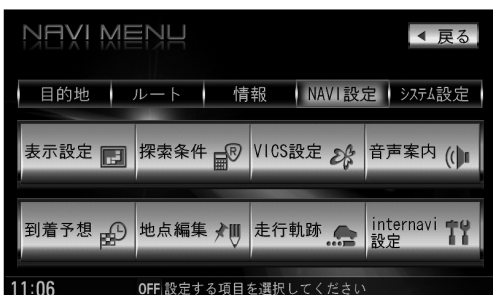 NAVI MENU
◀ 戻る
目的地 ルート 情報 NAVI設定 システム設定
表示設定 探索条件 VICS設定 音声案内
到着予想 地点編集 走行軌跡 internavi
設定
11:06 OFF 設定する項目を選択してください